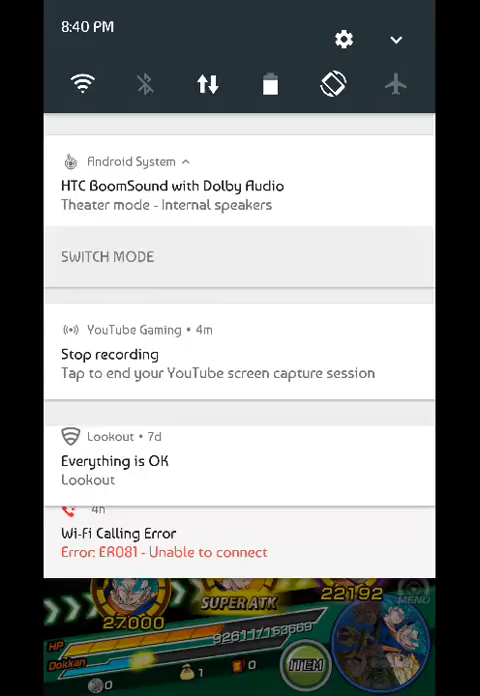 8:40 PM
Android System
HTC BoomSound with Dolby Audio
Theater mode - Internal speakers
SWITCH MODE
YouTube Gaming • 4m
Stop recording
Tap to end your YouTube screen capture session
Lookout • 7d
Everything is OK
Lookout
4h
Wi-Fi Calling Error
Error: ER081 - Unable to connect
27000
SUPER ATK
22192
MENU
HP
Dokkan
0
1
0
ITEM